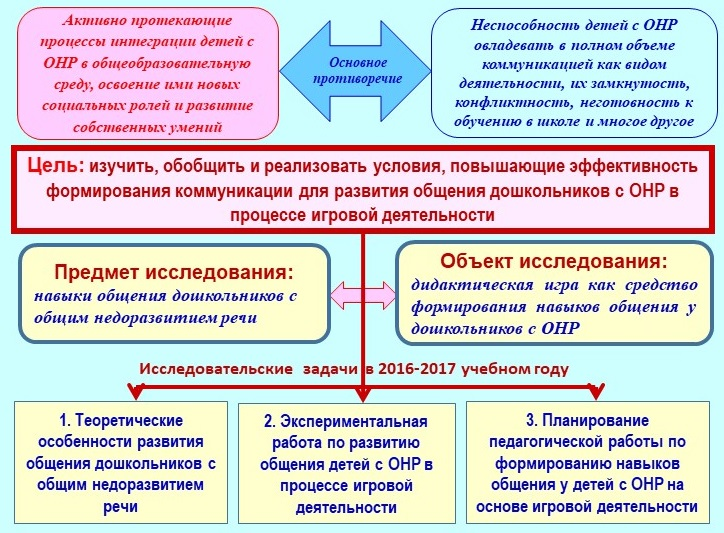 Активно протекающие
процессы интеграции детей с
ОНР в общеобразовательную
среду, освоение ими новых
социальных ролей и развитие
собственных умений
Основное
противоречие
Неспособность детей с ОНР
овладевать в полном объеме
коммуникацией как видом
деятельности, их замкнутость,
конфликтность, неготовность к
обучению в школе и многое другое
Цель: изучить, обобщить и реализовать условия, повышающие эффективность
формирования коммуникации для развития общения дошкольников с ОНР в
процессе игровой деятельности
Предмет исследования:
навыки общения дошкольников с
общим недоразвитием речи
Объект исследования:
дидактическая игра как средство
формирования навыков общения у
дошкольников с ОНР
Исследовательские задачи в 2016-2017 учебном году
1. Теоретические
особенности развития
общения дошкольников с
общим недоразвитием
речи
2. Экспериментальная
работа по развитию
общения детей с ОНР в
процессе игровой
деятельности
3. Планирование
педагогической работы по
формированию навыков
общения у детей с ОНР на
основе игровой деятельности